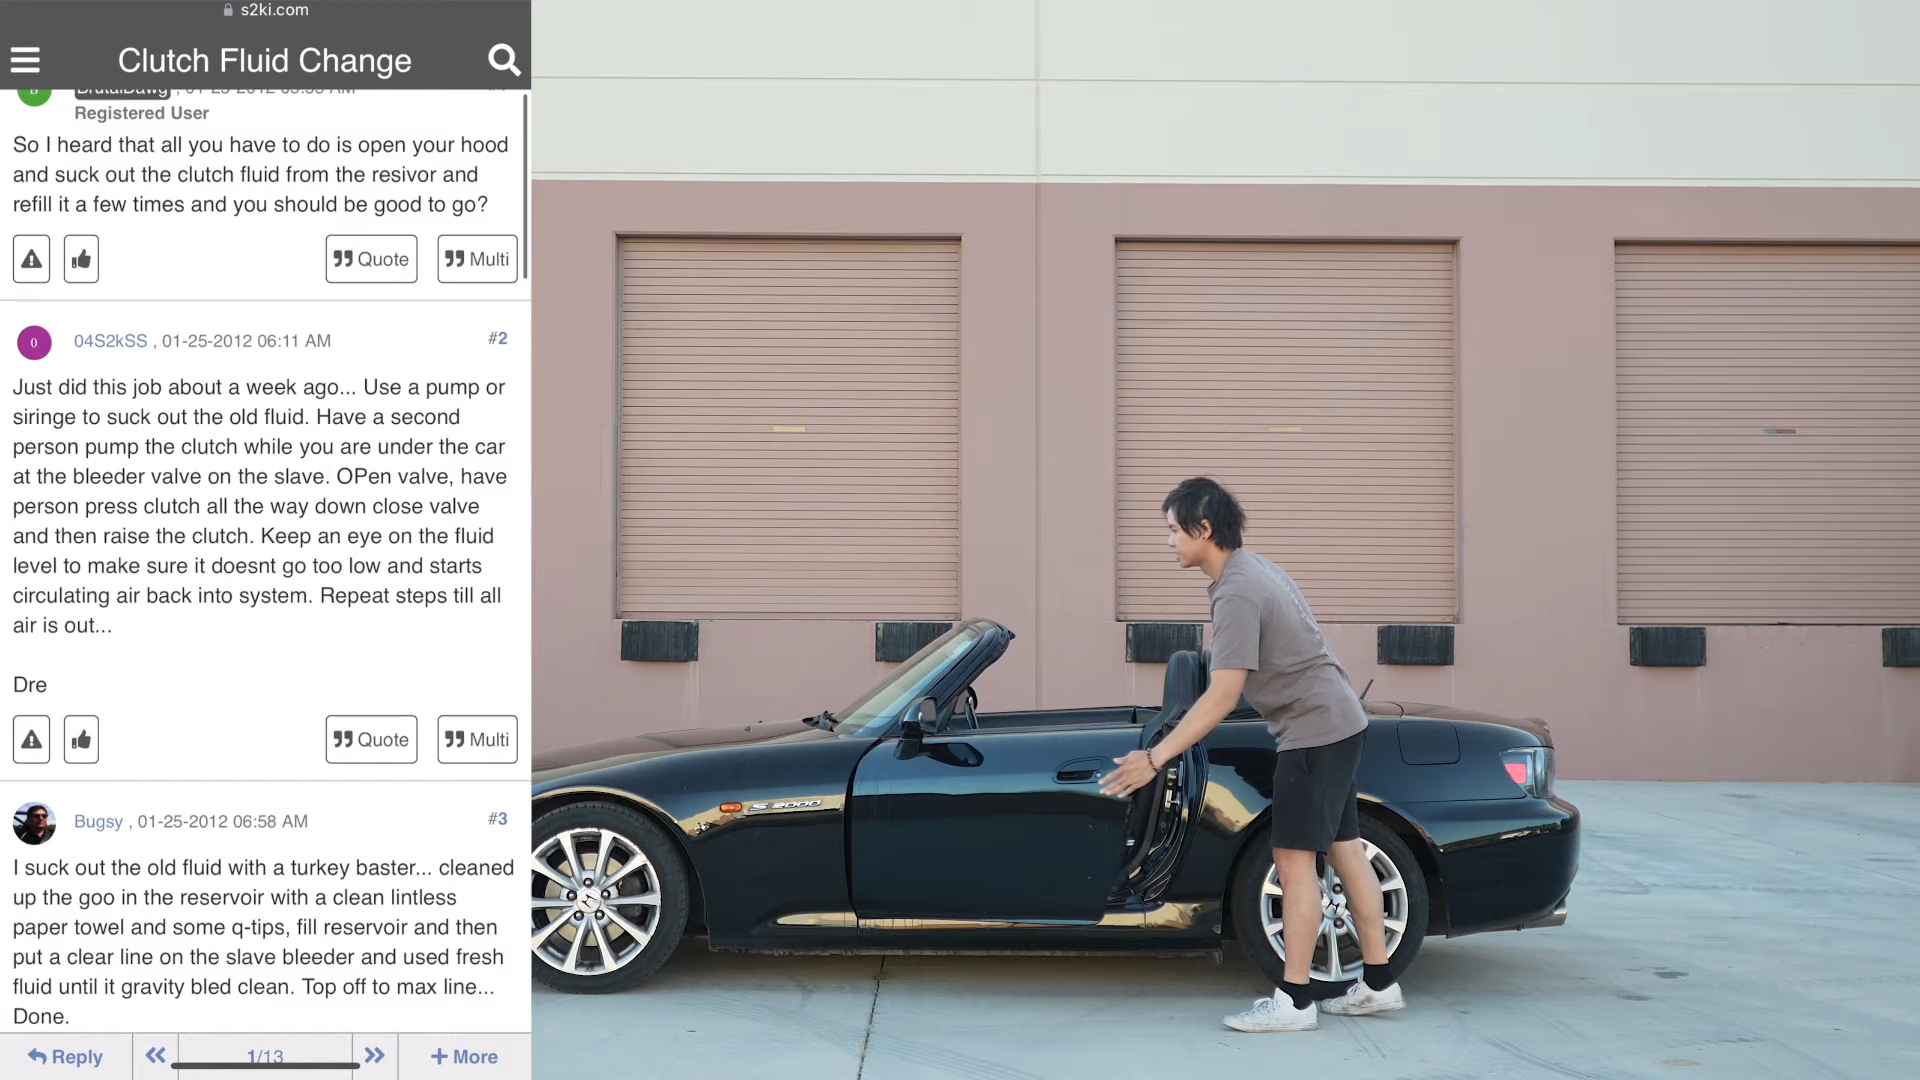 s2ki.com
Clutch Fluid Change
BrutalDawg , 01-25-2012 05:55 AM
Registered User
So I heard that all you have to do is open your hood
and suck out the clutch fluid from the resivor and
refill it a few times and you should be good to go?
Quote
Multi
0
04S2kSS , 01-25-2012 06:11 AM
#2
Just did this job about a week ago... Use a pump or
siringe to suck out the old fluid. Have a second
person pump the clutch while you are under the car
at the bleeder valve on the slave. OPen valve, have
person press clutch all the way down close valve
and then raise the clutch. Keep an eye on the fluid
level to make sure it doesnt go too low and starts
circulating air back into system. Repeat steps till all
air is out...
Dre
Quote
Multi
Bugsy , 01-25-2012 06:58 AM
#3
I suck out the old fluid with a turkey baster... cleaned
up the goo in the reservoir with a clean lintless
paper towel and some q-tips, fill reservoir and then
put a clear line on the slave bleeder and used fresh
fluid until it gravity bled clean. Top off to max line...
Done.
Reply
1/13
+ More
S2000